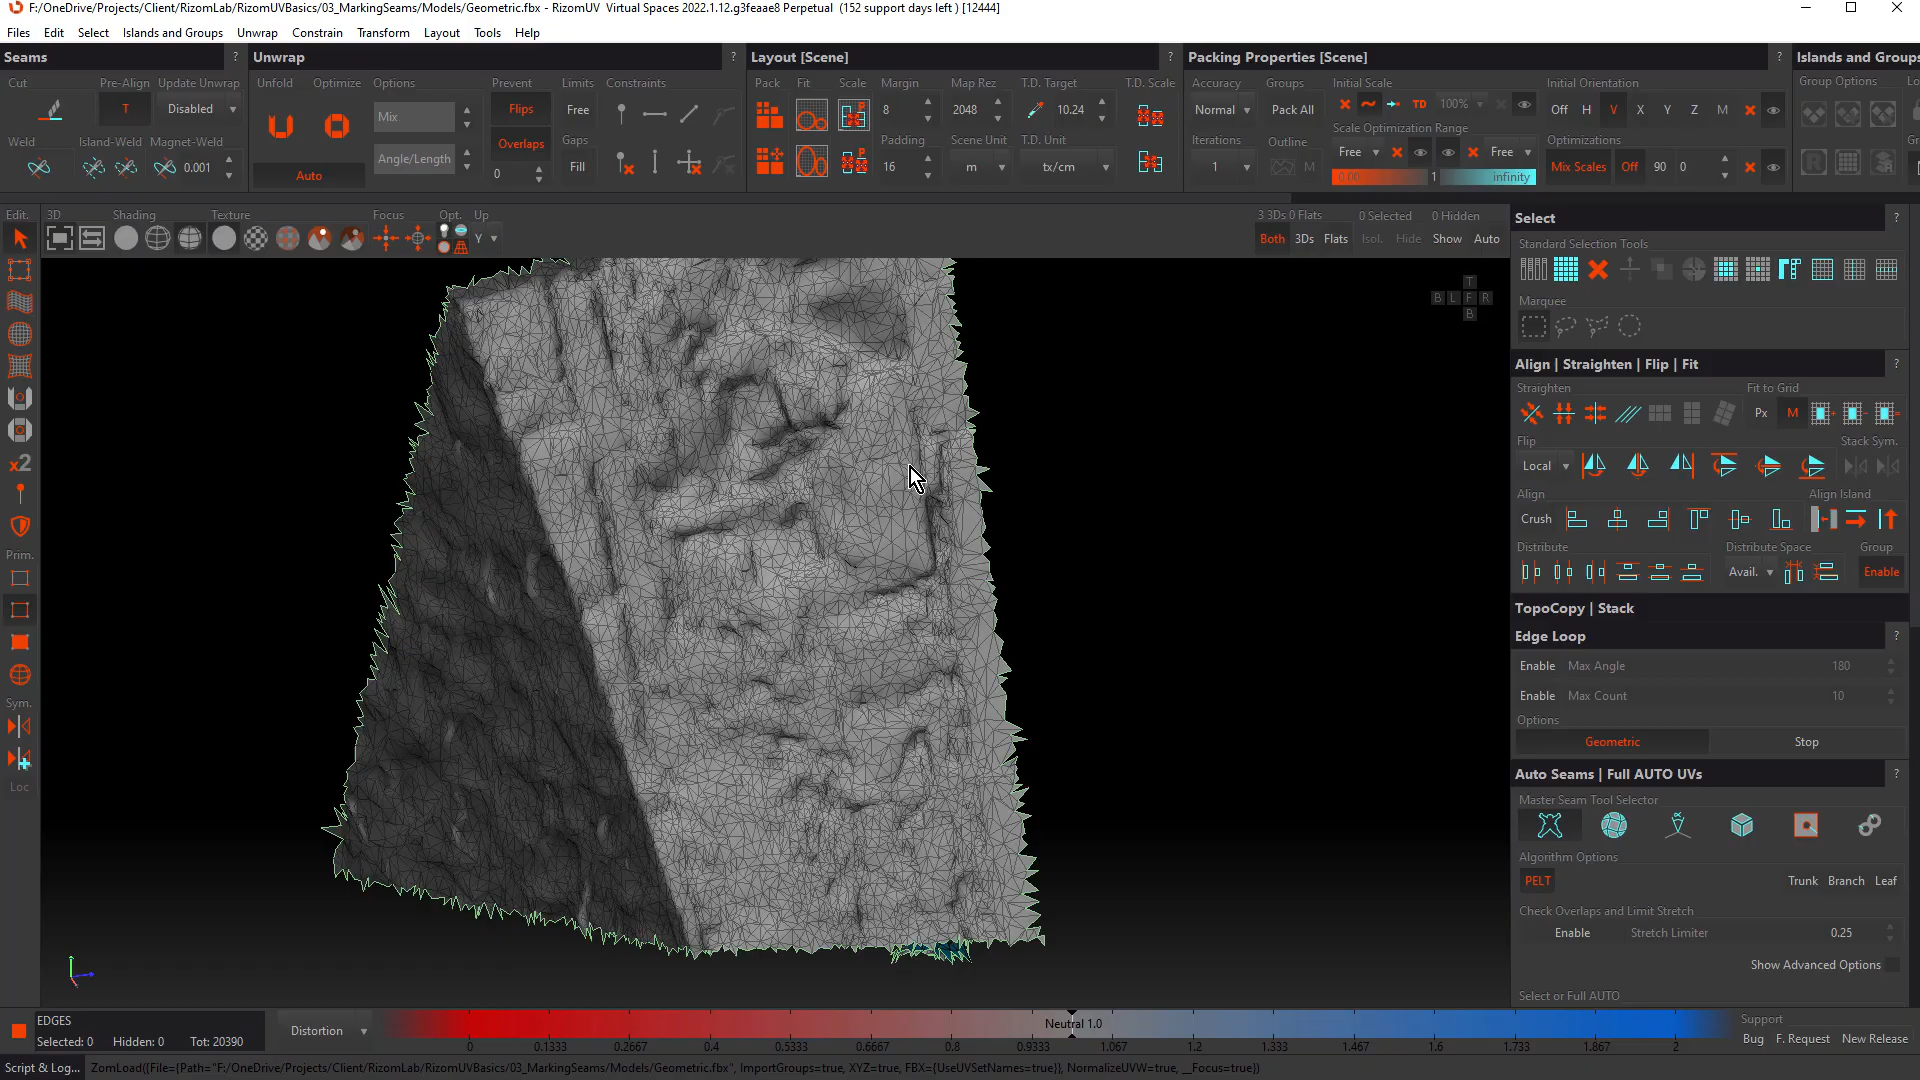 F:/OneDrive/Projects/Client/RizomLab/RizomUVBasics/03_MarkingSeams/Models/Geometric.fbx - RizomUV Virtual Spaces 2022.1.12.g3feaae8 Perpetual (152 support days left ) [12444]
Files Edit Select Islands and Groups Unwrap Constrain Transform Layout Tools Help
Seams ? Unwrap ? Layout [Scene] ? Packing Properties [Scene] ? Islands and Groups
Cut Pre-Align Update Unwrap Unfold Optimize Options Prevent Limits Constraints Pack Fit Scale Margin Map Rez T.D. Target T.D. Scale Accuracy Groups Initial Scale Initial Orientation Group Options
T Disabled Mix Flips Free 8 2048 10.24 Normal Pack All TD 100% Off H V X Y Z M
Weld Island-Weld Magnet-Weld Angle/Length Overlaps Gaps Padding Scene Unit T.D. Unit Iterations Outline Scale Optimization Range Optimizations
0.001 Auto 0 Fill 16 m tx/cm 1 M Free Free Mix Scales Off 90 0
0.00 1 infinity
Edit. 3D Shading Texture Focus Opt. Up 3 3Ds 0 Flats 0 Selected 0 Hidden
Y Both 3Ds Flats Isol. Hide Show Auto
T
B L F R
B
Select ?
Standard Selection Tools
Marquee
Align | Straighten | Flip | Fit ?
Straighten Fit to Grid
Px M
Flip Stack Sym.
Local
Align Align Island
Crush
Distribute Distribute Space Group
Avail. Enable
TopoCopy | Stack
Edge Loop ?
Enable Max Angle 180
Enable Max Count 10
Options
Geometric Stop
Auto Seams | Full AUTO UVs ?
Master Seam Tool Selector
Algorithm Options
PELT Trunk Branch Leaf
Check Overlaps and Limit Stretch
Enable Stretch Limiter 0.25
Show Advanced Options
Select or Full AUTO
x2
Prim.
Sym.
Loc
EDGES
Selected: 0 Hidden: 0 Tot: 20390
Distortion
Neutral 1.0
0 0.1333 0.2667 0.4 0.5333 0.6667 0.8 0.9333 1.067 1.2 1.333 1.467 1.6 1.733 1.867 2
Support
Bug F. Request New Release
Script & Log... ZomLoad({File={Path="F:/OneDrive/Projects/Client/RizomLab/RizomUVBasics/03_MarkingSeams/Models/Geometric.fbx", ImportGroups=true, XYZ=true, FBX={UseUVSetNames=true}}, NormalizeUVW=true, __Focus=true})